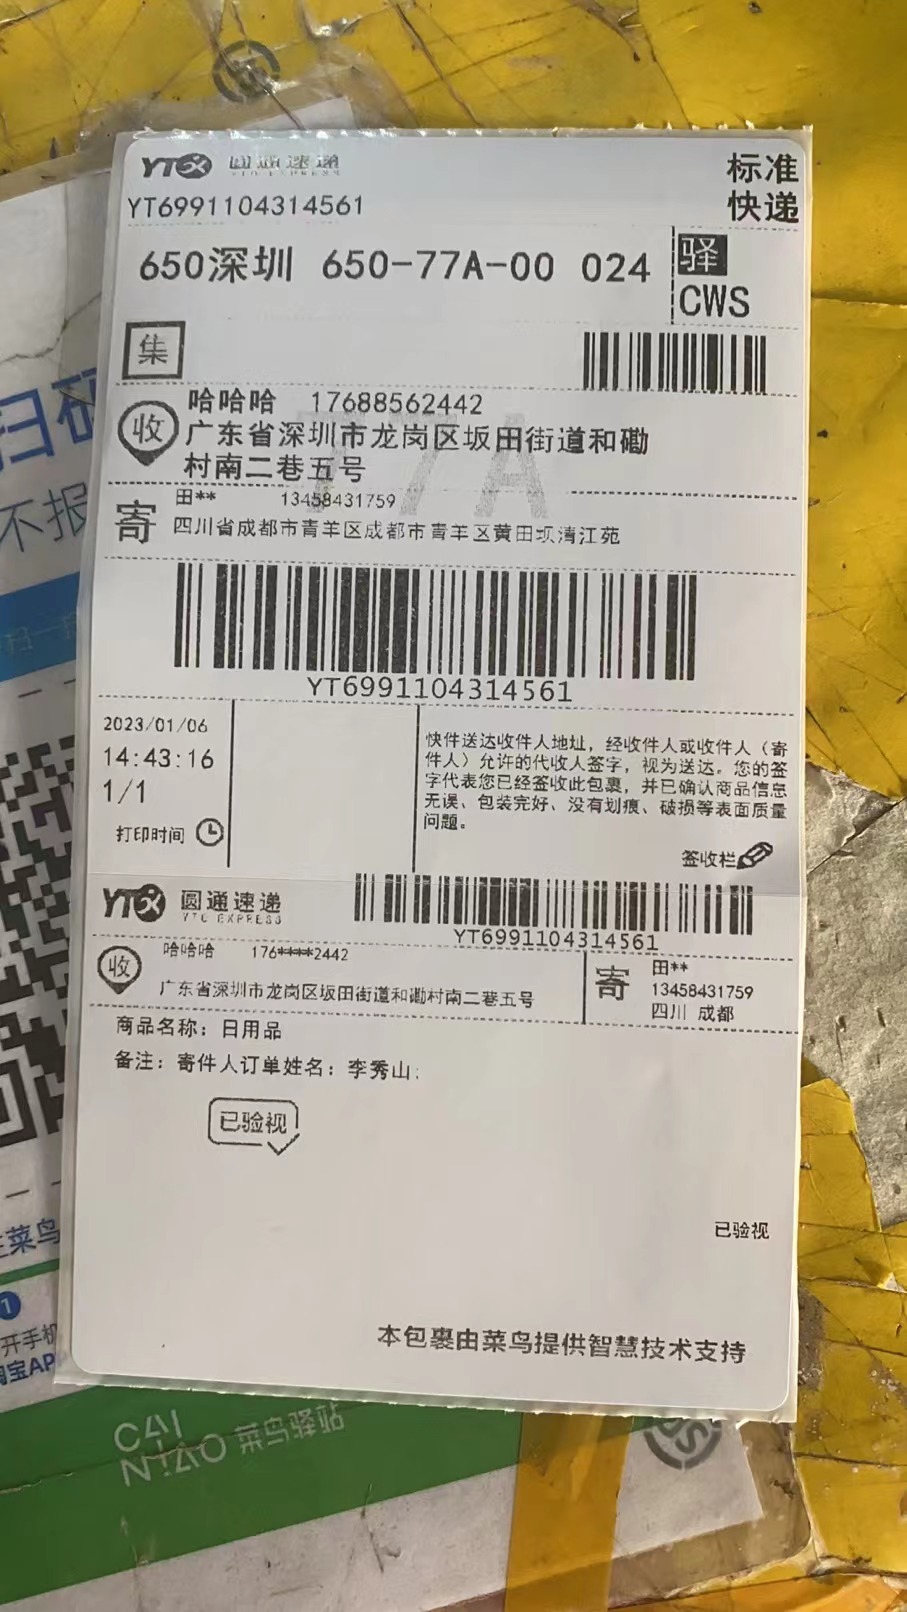 YTO 圆通速递
YTO EXPRESS
标准
快递
YT6991104314561
650深圳 650-77A-00 024
驿
CWS
集
收
哈哈哈 17688562442
广东省深圳市龙岗区坂田街道和磡
村南二巷五号
77A
寄
田** 13458431759
四川省成都市青羊区成都市青羊区黄田坝清江苑
YT6991104314561
2023/01/06
14:43:16
1/1
打印时间
快件送达收件人地址，经收件人或收件人（寄
件人）允许的代收人签字，视为送达。您的签
字代表您已经签收此包裹，并已确认商品信息
无误、包装完好、没有划痕、破损等表面质量
问题。
签收栏
YTO 圆通速递
YTO EXPRESS
YT6991104314561
收
哈哈哈 176****2442
广东省深圳市龙岗区坂田街道和磡村南二巷五号
寄
田**
13458431759
四川 成都
商品名称：日用品
备注：寄件人订单姓名：李秀山;
已验视
已验视
本包裹由菜鸟提供智慧技术支持
扫码
不报
扫一扫
菜鸟
1
开手机
淘宝AP
CAI
NIAO 菜鸟驿站